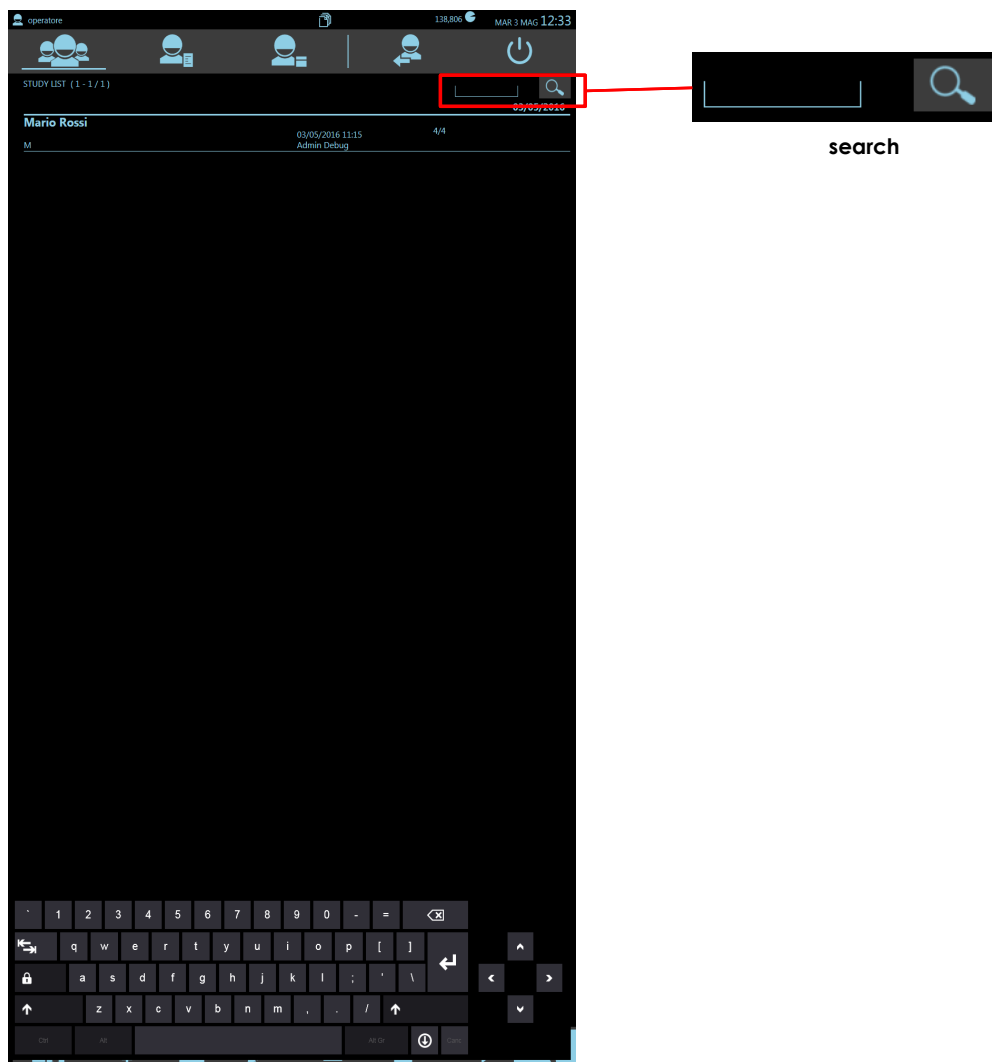 operatore 138,806 MAR 3 MAG 12:33
STUDY LIST ( 1 - 1 / 1 )
03/05/2016
Mario Rossi
03/05/2016 11:15 4/4
M Admin Debug
search
` 1 2 3 4 5 6 7 8 9 0 - =
q w e r t y u i o p [ ]
a s d f g h j k l ; ' \
z x c v b n m , . /
Ctrl Alt Alt Gr Canc